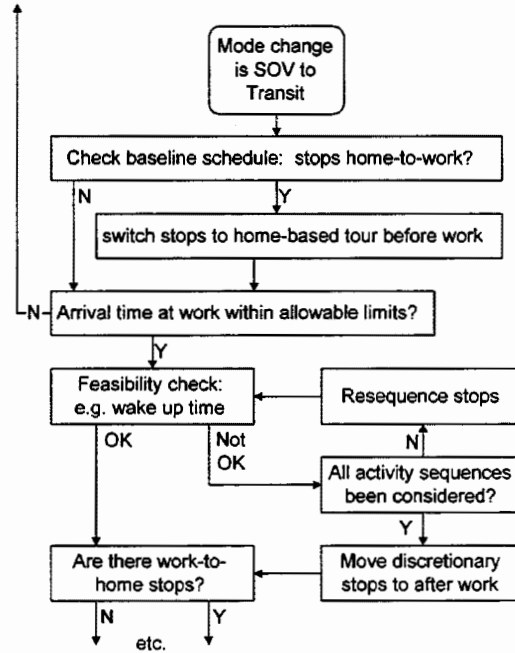 Mode change
is SOV to
Transit
Check baseline schedule: stops home-to-work?
N
Y
switch stops to home-based tour before work
N
Arrival time at work within allowable limits?
Y
Feasibility check:
e.g. wake up time
Resequence stops
OK
Not
OK
N
All activity sequences
been considered?
Y
Are there work-to-
home stops?
Move discretionary
stops to after work
N
Y
etc.